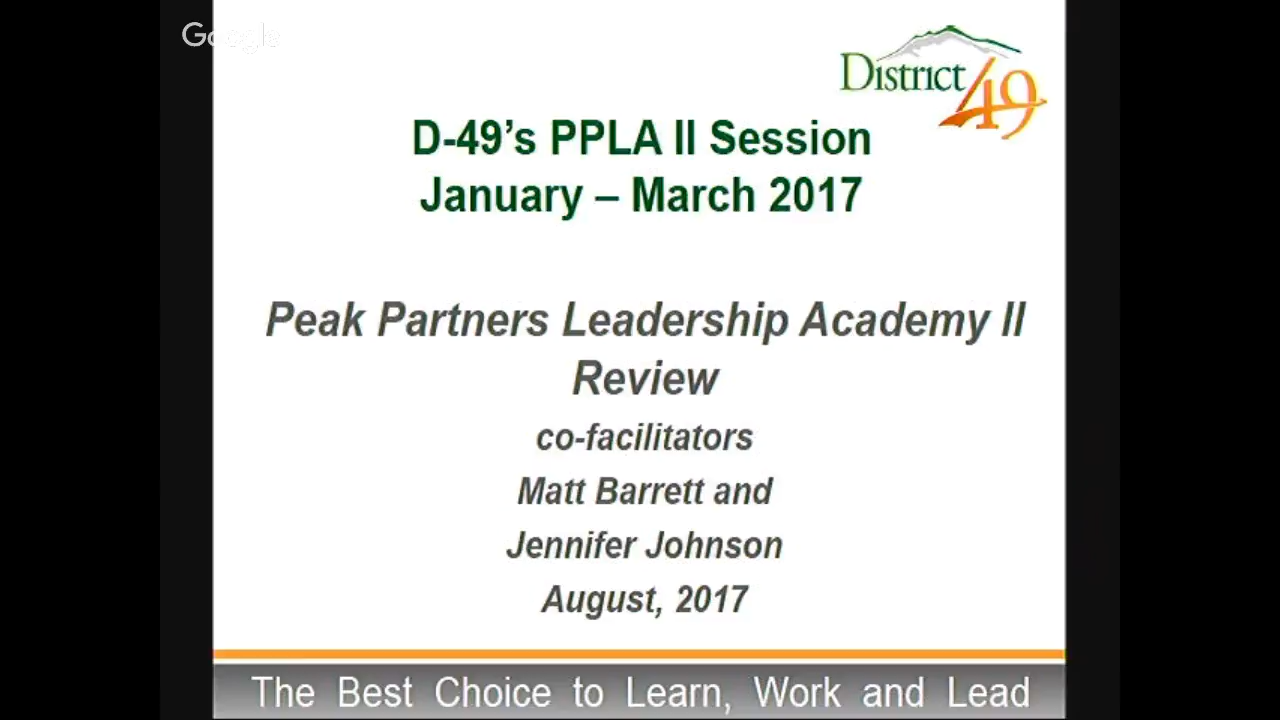 Google
District
49
D-49’s PPLA II Session
January – March 2017
Peak Partners Leadership Academy II
Review
co-facilitators
Matt Barrett and
Jennifer Johnson
August, 2017
The Best Choice to Learn, Work and Lead